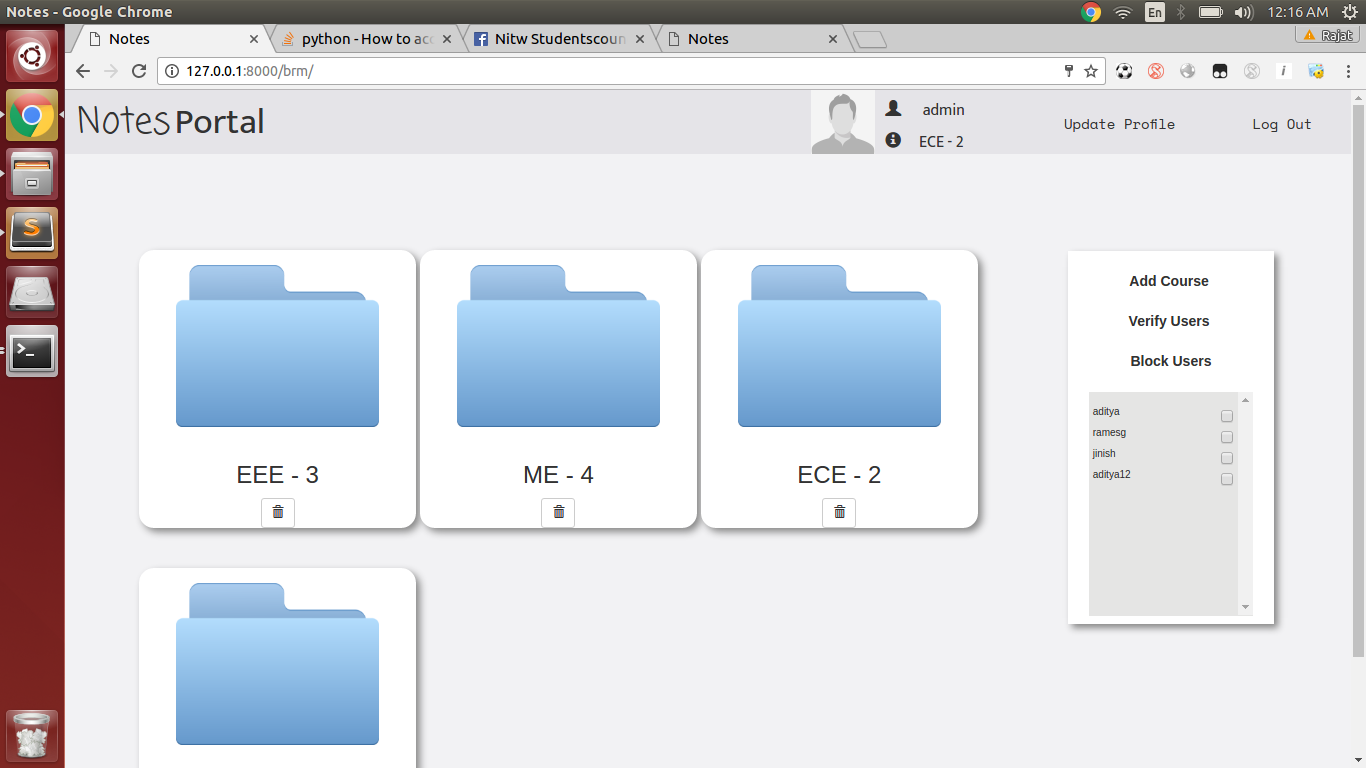 Notes - Google Chrome
En
12:16 AM
Notes
python - How to acc
Nitw Studentscoun
Notes
Rajat
127.0.0.1:8000/brm/
Notes Portal
admin
ECE - 2
Update Profile
Log Out
EEE - 3
ME - 4
ECE - 2
Add Course
Verify Users
Block Users
aditya
ramesg
jinish
aditya12